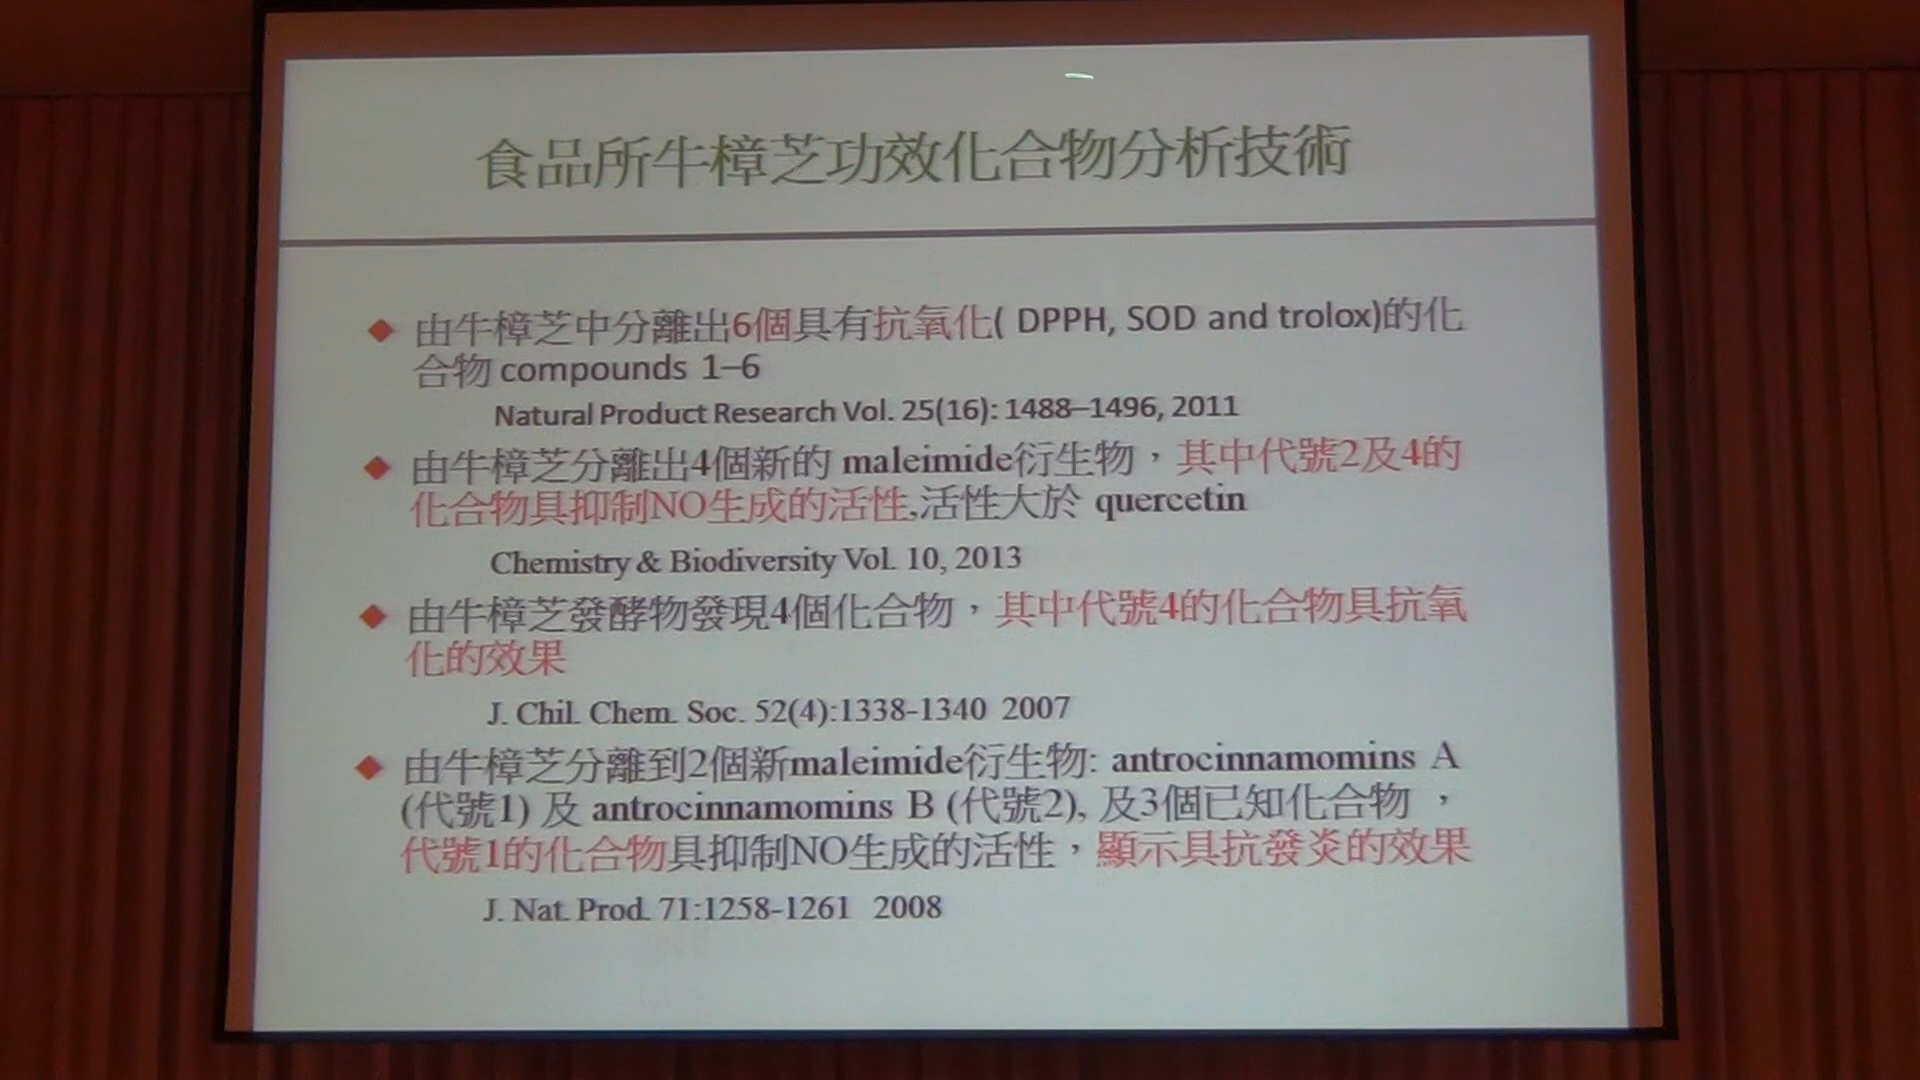 食品所牛樟芝功效化合物分析技術
由牛樟芝中分離出6個具有抗氧化( DPPH, SOD and trolox)的化
合物 compounds 1–6
Natural Product Research Vol. 25(16): 1488–1496, 2011
由牛樟芝分離出4個新的 maleimide衍生物，其中代號2及4的
化合物具抑制NO生成的活性,活性大於 quercetin
Chemistry & Biodiversity Vol. 10, 2013
由牛樟芝發酵物發現4個化合物，其中代號4的化合物具抗氧
化的效果
J. Chil. Chem. Soc. 52(4):1338-1340 2007
由牛樟芝分離到2個新maleimide衍生物: antrocinnamomins A
(代號1) 及 antrocinnamomins B (代號2), 及3個已知化合物 ，
代號1的化合物具抑制NO生成的活性，顯示具抗發炎的效果
J. Nat. Prod. 71:1258-1261 2008